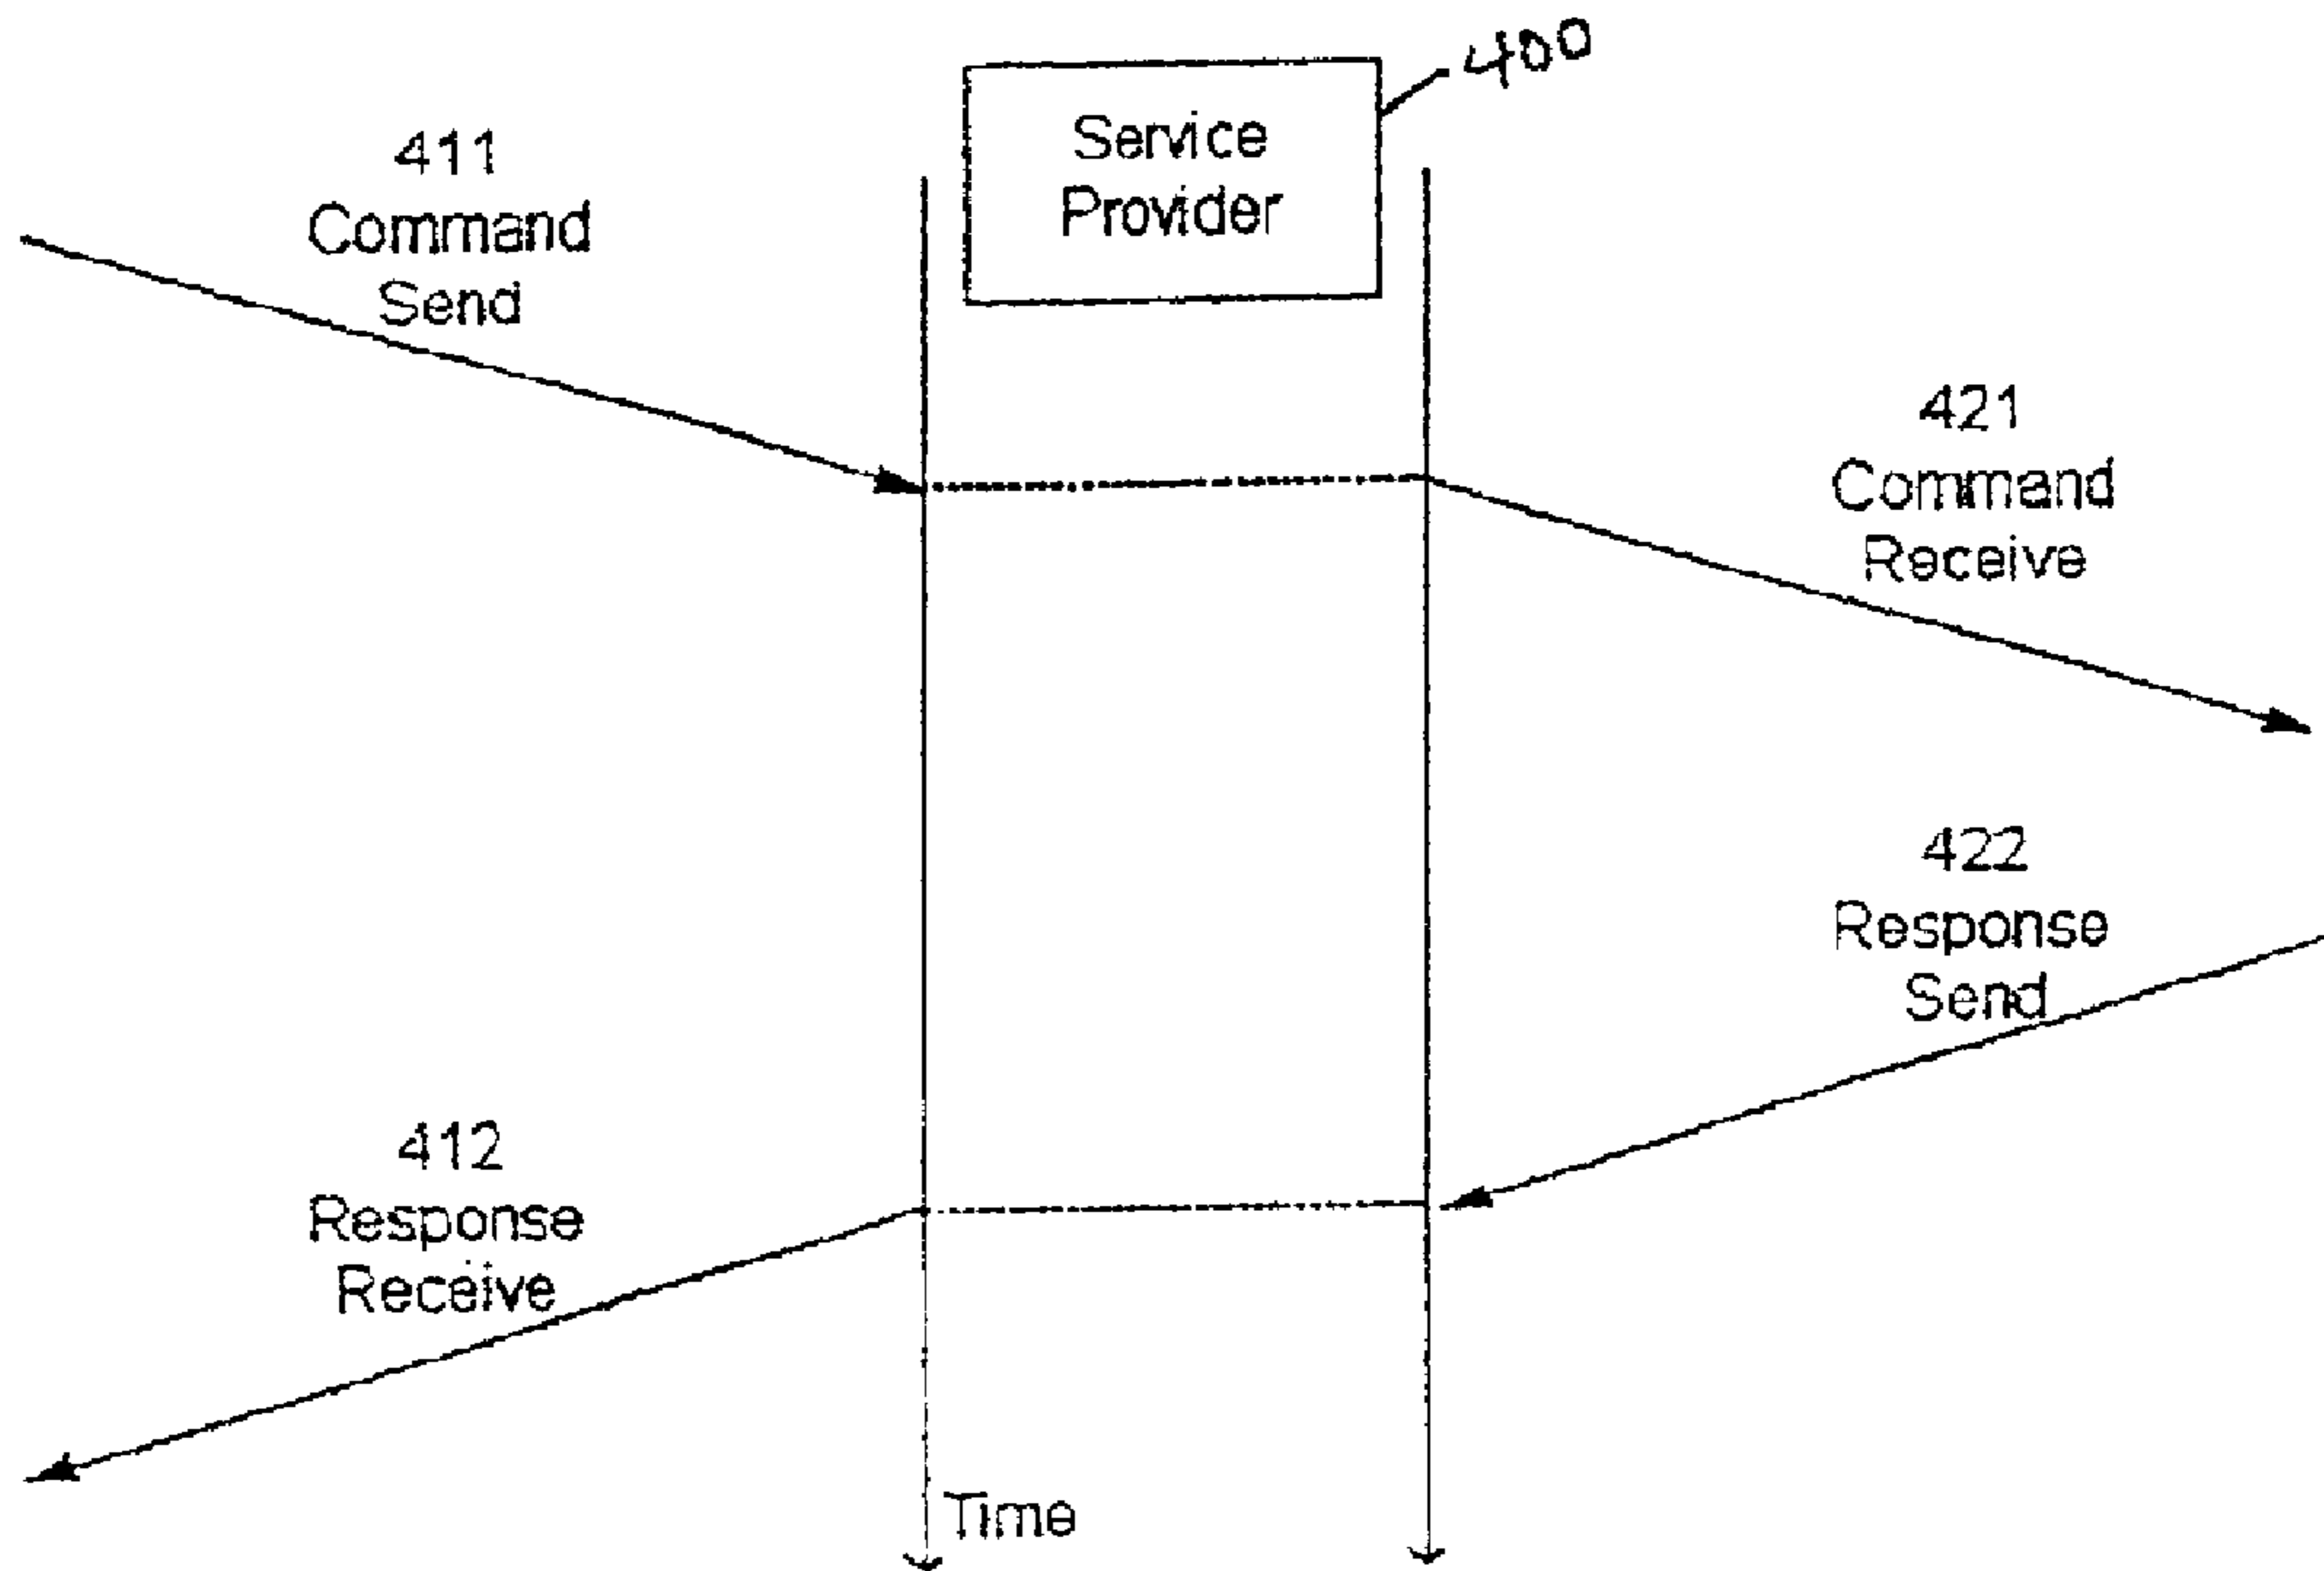 400
Service
Provider
411
Command
Send
421
Command
Receive
422
Response
Send
412
Response
Receive
Time